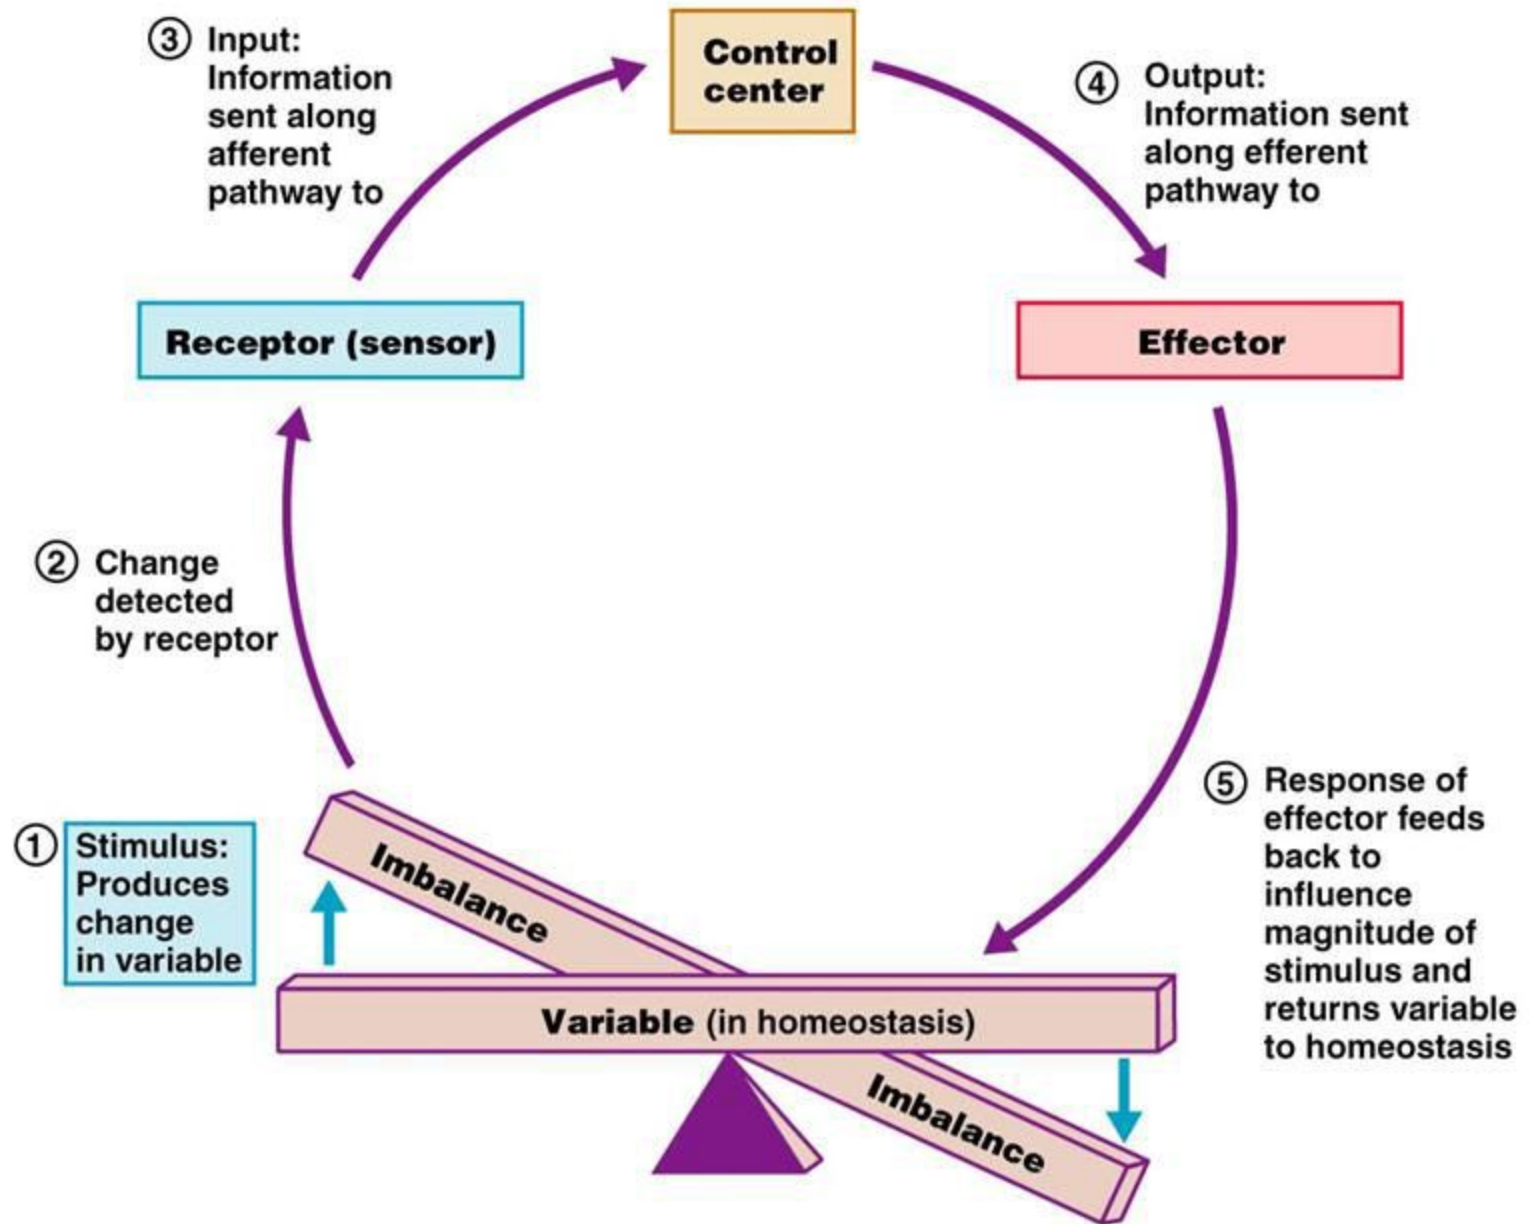 ③ Input:
Information
sent along
afferent
pathway to
Control
center
④ Output:
Information sent
along efferent
pathway to
Receptor (sensor)
Effector
② Change
detected
by receptor
① Stimulus:
Produces
change
in variable
Imbalance
Variable (in homeostasis)
Imbalance
⑤ Response of
effector feeds
back to
influence
magnitude of
stimulus and
returns variable
to homeostasis